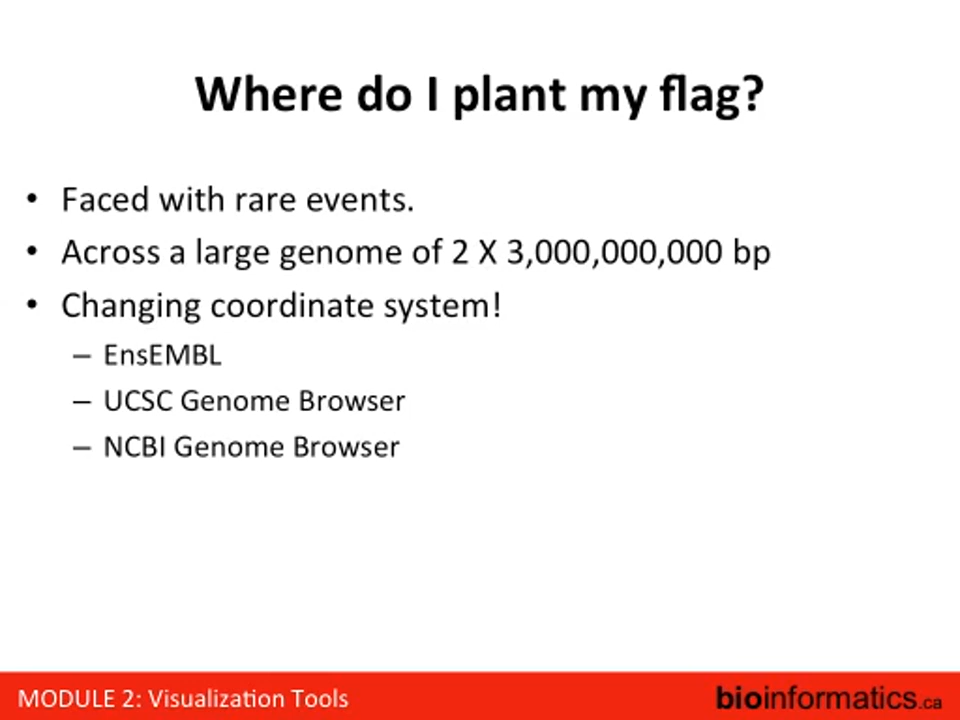 Where do I plant my flag?
• Faced with rare events.
• Across a large genome of 2 X 3,000,000,000 bp
• Changing coordinate system!
– EnsEMBL
– UCSC Genome Browser
– NCBI Genome Browser
MODULE 2: Visualization Tools
bioinformatics.ca